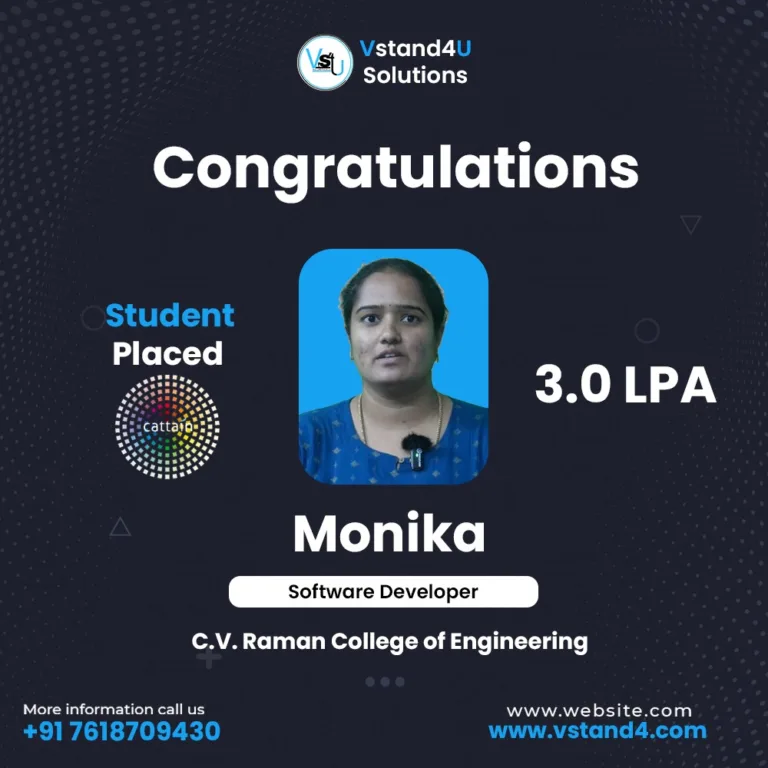 Vstand4U
Solutions
Congratulations
Student
Placed
cattain
3.0 LPA
Monika
Software Developer
C.V. Raman College of Engineering
More information call us
+91 7618709430
www.website.com
www.vstand4.com